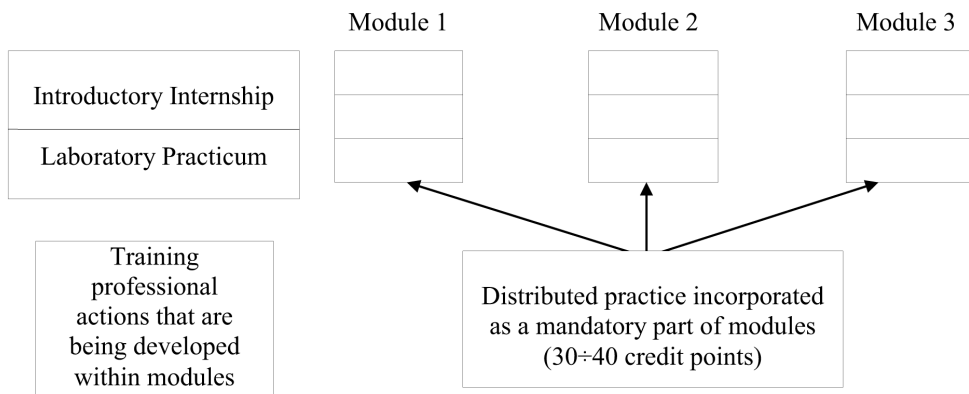 Module 1
Module 2
Module 3
Introductory Internship
Laboratory Practicum
Training
professional
actions that are
being developed
within modules
Distributed practice incorporated
as a mandatory part of modules
(30÷40 credit points)